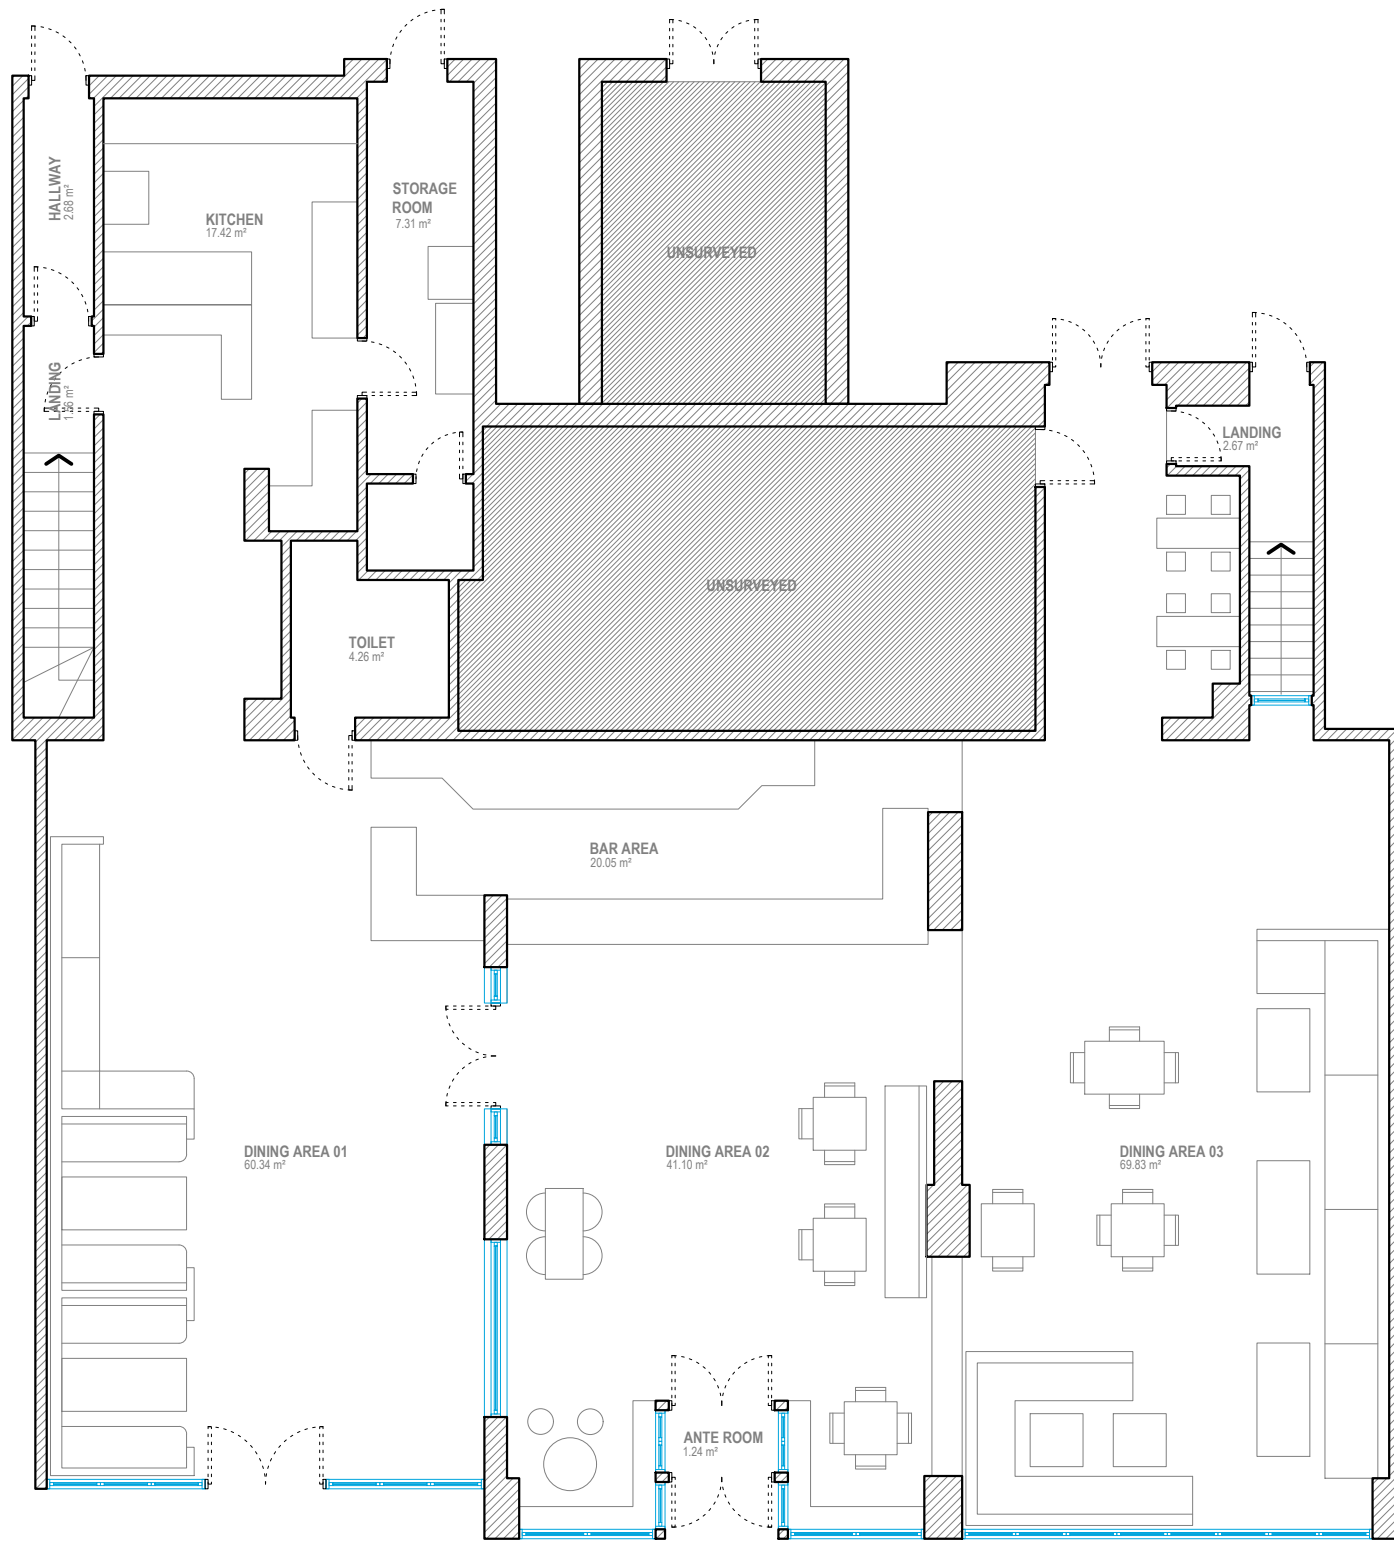 HALLWAY
2.68 m²
KITCHEN
17.42 m²
STORAGE
ROOM
7.31 m²
UNSURVEYED
LANDING
LANDING
2.67 m²
UNSURVEYED
TOILET
4.26 m²
BAR AREA
20.05 m²
DINING AREA 01
60.34 m²
DINING AREA 02
41.10 m²
DINING AREA 03
69.83 m²
ANTE ROOM
1.24 m²